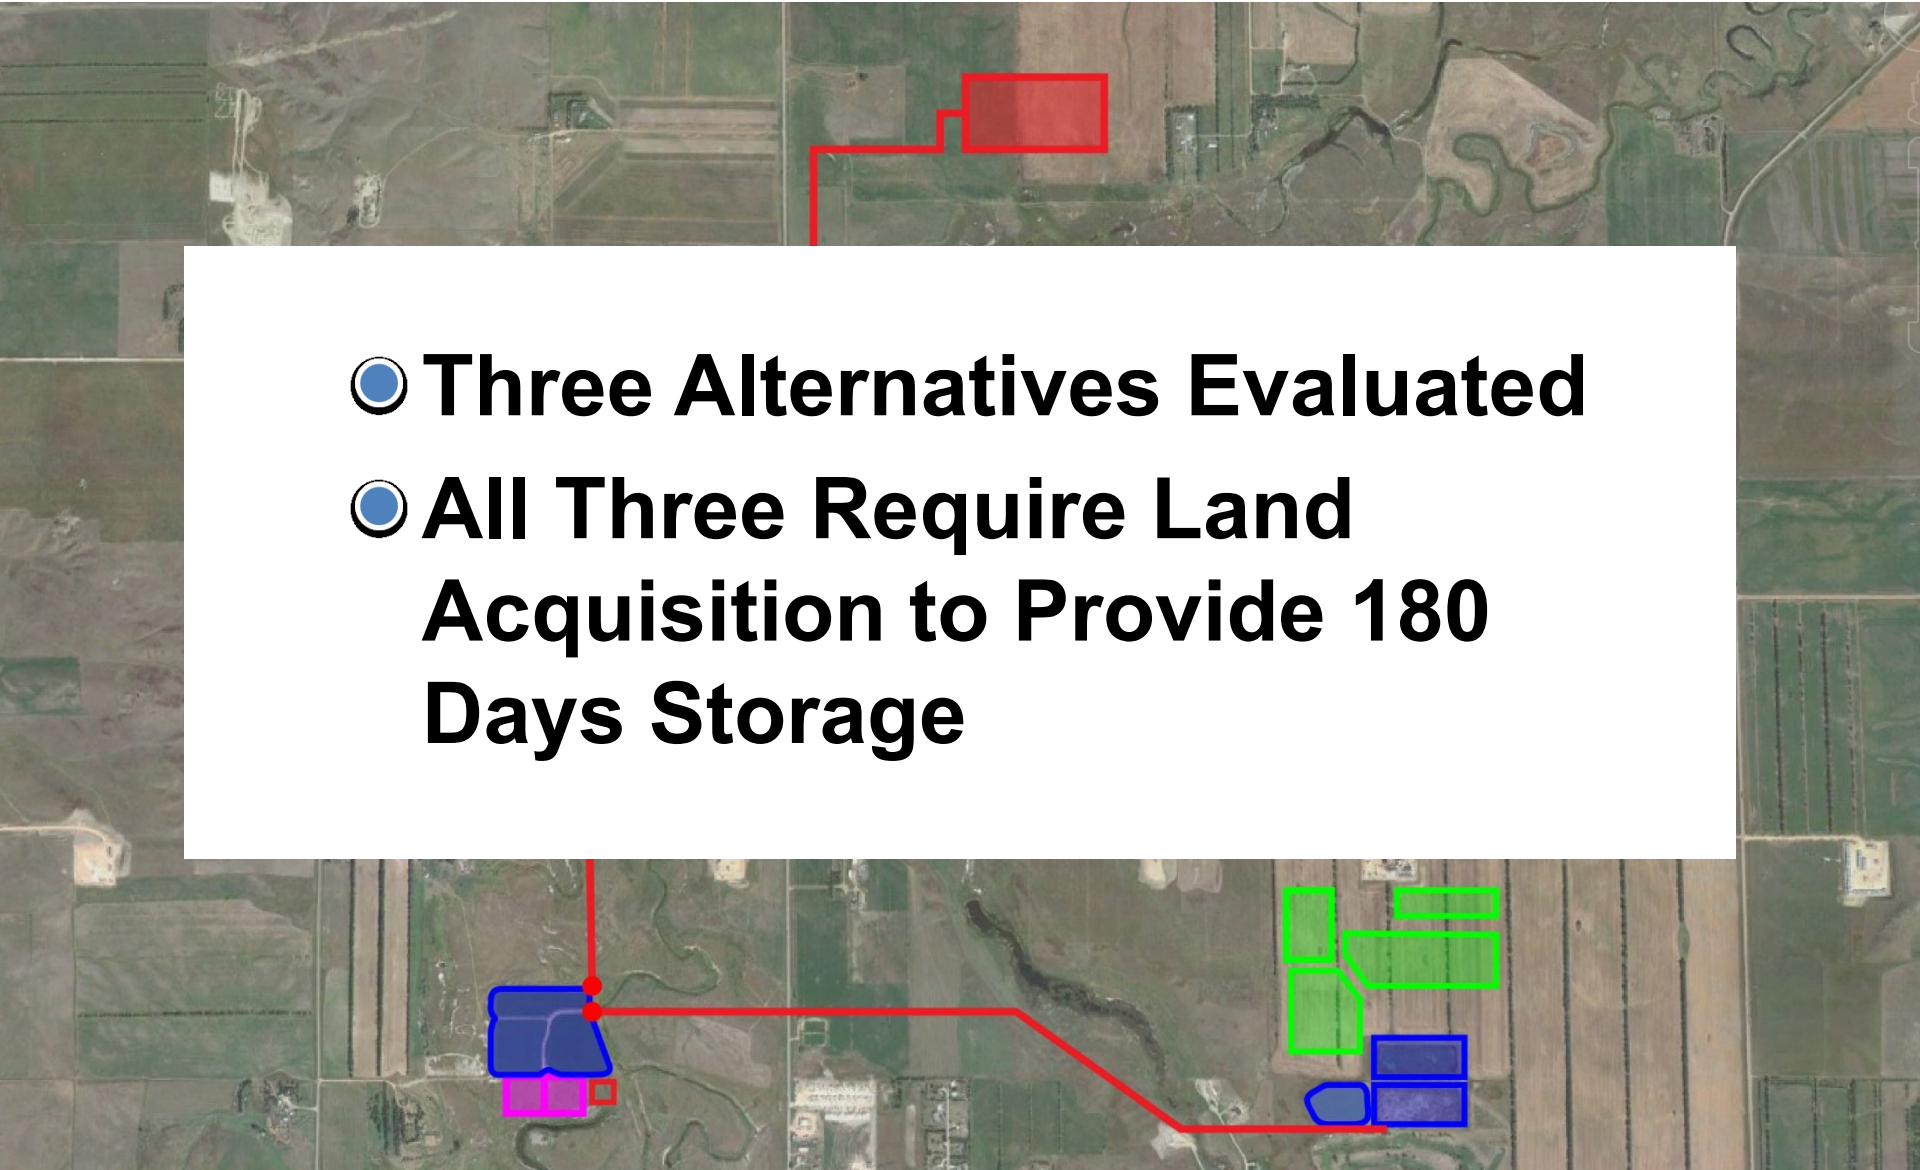 Three Alternatives Evaluated
All Three Require Land
Acquisition to Provide 180
Days Storage